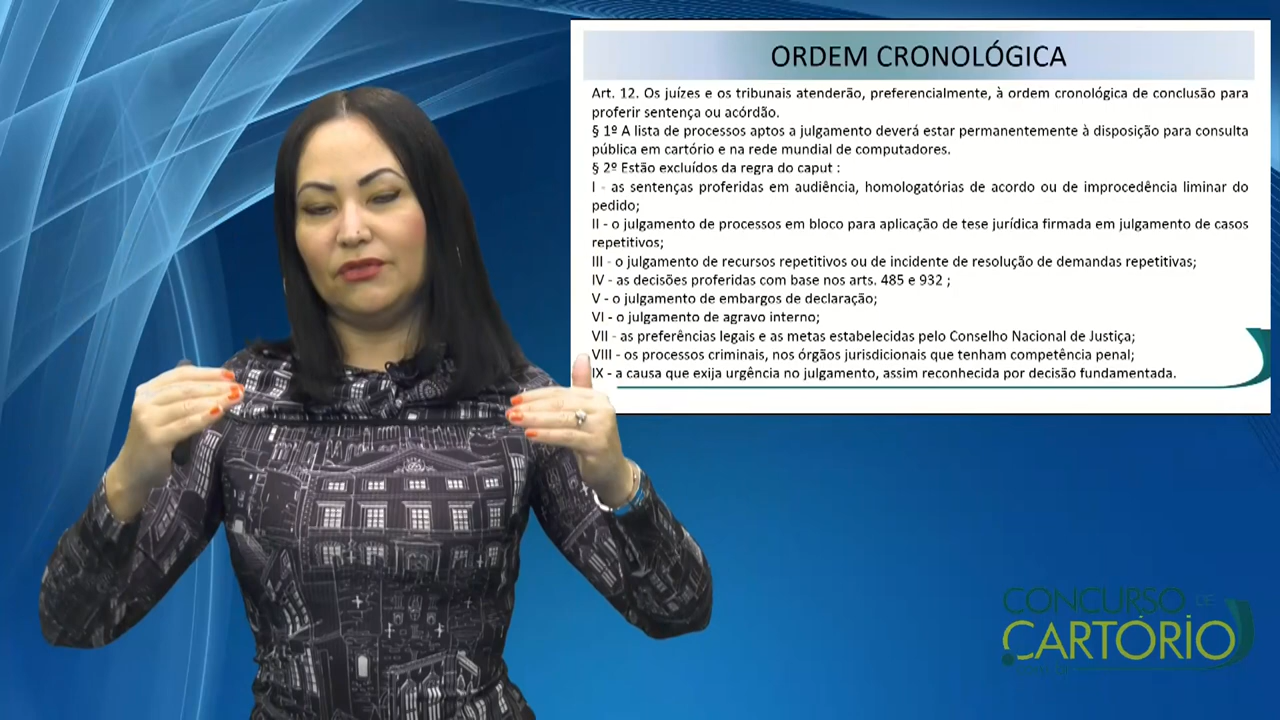 ORDEM CRONOLÓGICA
Art. 12. Os juízes e os tribunais atenderão, preferencialmente, à ordem cronológica de conclusão para
proferir sentença ou acórdão.
§ 1º A lista de processos aptos a julgamento deverá estar permanentemente à disposição para consulta
pública em cartório e na rede mundial de computadores.
§ 2º Estão excluídos da regra do caput :
I - as sentenças proferidas em audiência, homologatórias de acordo ou de improcedência liminar do
pedido;
II - o julgamento de processos em bloco para aplicação de tese jurídica firmada em julgamento de casos
repetitivos;
III - o julgamento de recursos repetitivos ou de incidente de resolução de demandas repetitivas;
IV - as decisões proferidas com base nos arts. 485 e 932 ;
V - o julgamento de embargos de declaração;
VI - o julgamento de agravo interno;
VII - as preferências legais e as metas estabelecidas pelo Conselho Nacional de Justiça;
VIII - os processos criminais, nos órgãos jurisdicionais que tenham competência penal;
IX - a causa que exija urgência no julgamento, assim reconhecida por decisão fundamentada.
CONCURSO DE
CARTÓRIO